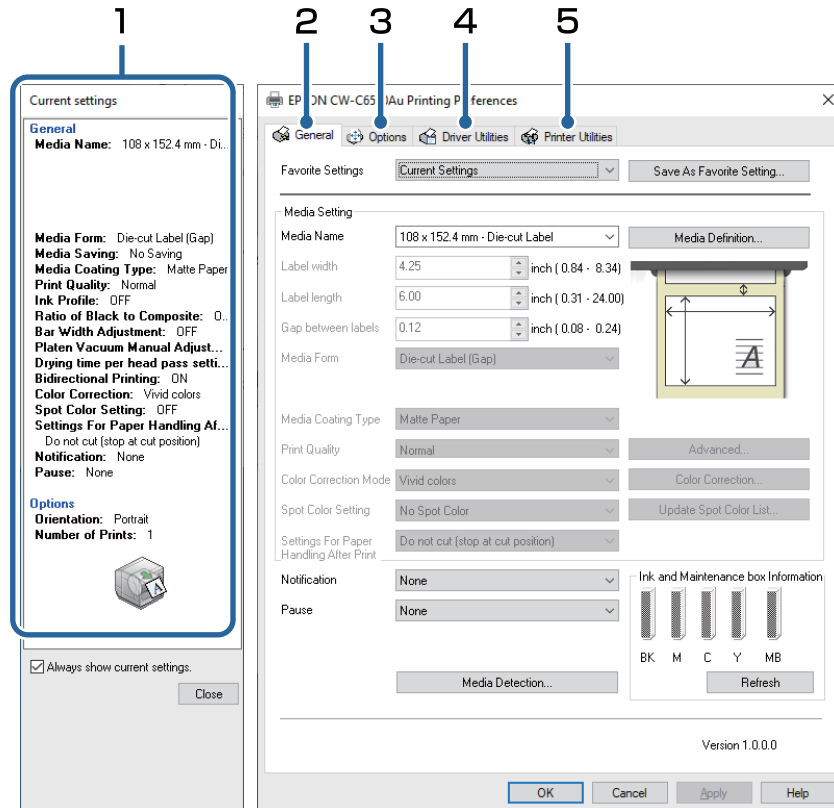 1 2 3 4 5
Current settings
General
Media Name: 108 x 152.4 mm - Di...
Media Form: Die-cut Label (Gap)
Media Saving: No Saving
Media Coating Type: Matte Paper
Print Quality: Normal
Ink Profile: OFF
Ratio of Black to Composite: 0...
Bar Width Adjustment: OFF
Platen Vacuum Manual Adjust...
Drying time per head pass setti...
Bidirectional Printing: ON
Color Correction: Vivid colors
Spot Color Setting: OFF
Settings For Paper Handling Af...
Do not cut (stop at cut position)
Notification: None
Pause: None
Options
Orientation: Portrait
Number of Prints: 1
Always show current settings.
Close
EPSON CW-C65 0Au Printing Preferences
General Options Driver Utilities Printer Utilities
Favorite Settings Current Settings Save As Favorite Setting...
Media Setting
Media Name 108 x 152.4 mm - Die-cut Label Media Definition...
Label width 4.25 inch ( 0.84 - 8.34)
Label length 6.00 inch ( 0.31 - 24.00)
Gap between labels 0.12 inch ( 0.08 - 0.24)
Media Form Die-cut Label (Gap)
A
Media Coating Type Matte Paper
Print Quality Normal Advanced...
Color Correction Mode Vivid colors Color Correction...
Spot Color Setting No Spot Color Update Spot Color List...
Settings For Paper
Handling After Print
Do not cut (stop at cut position)
Notification None
Pause None
Ink and Maintenance box Information
BK M C Y MB
Media Detection... Refresh
Version 1.0.0.0
OK Cancel Apply Help